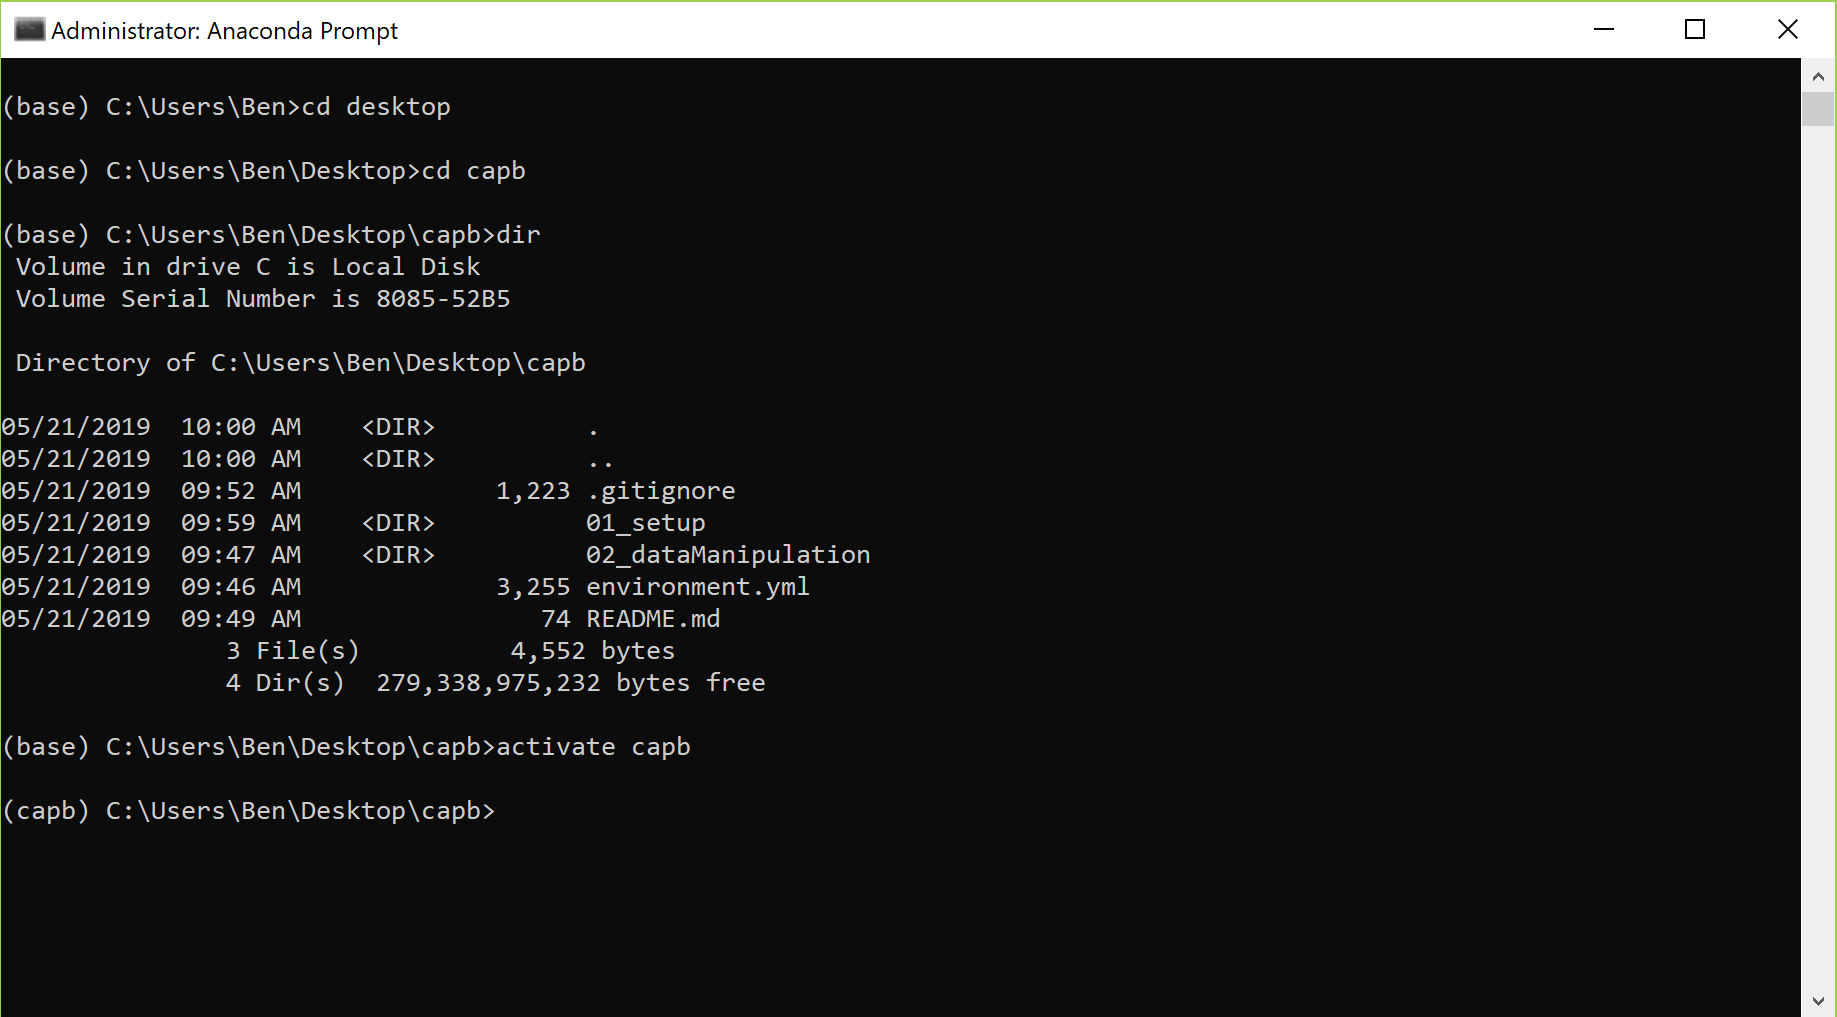 Administrator: Anaconda Prompt
(base) C:\Users\Ben>cd desktop
(base) C:\Users\Ben\Desktop>cd capb
(base) C:\Users\Ben\Desktop\capb>dir
 Volume in drive C is Local Disk
 Volume Serial Number is 8085-52B5
 Directory of C:\Users\Ben\Desktop\capb
05/21/2019  10:00 AM    <DIR>          .
05/21/2019  10:00 AM    <DIR>          ..
05/21/2019  09:52 AM             1,223 .gitignore
05/21/2019  09:59 AM    <DIR>          01_setup
05/21/2019  09:47 AM    <DIR>          02_dataManipulation
05/21/2019  09:46 AM             3,255 environment.yml
05/21/2019  09:49 AM                74 README.md
               3 File(s)          4,552 bytes
               4 Dir(s)  279,338,975,232 bytes free
(base) C:\Users\Ben\Desktop\capb>activate capb
(capb) C:\Users\Ben\Desktop\capb>